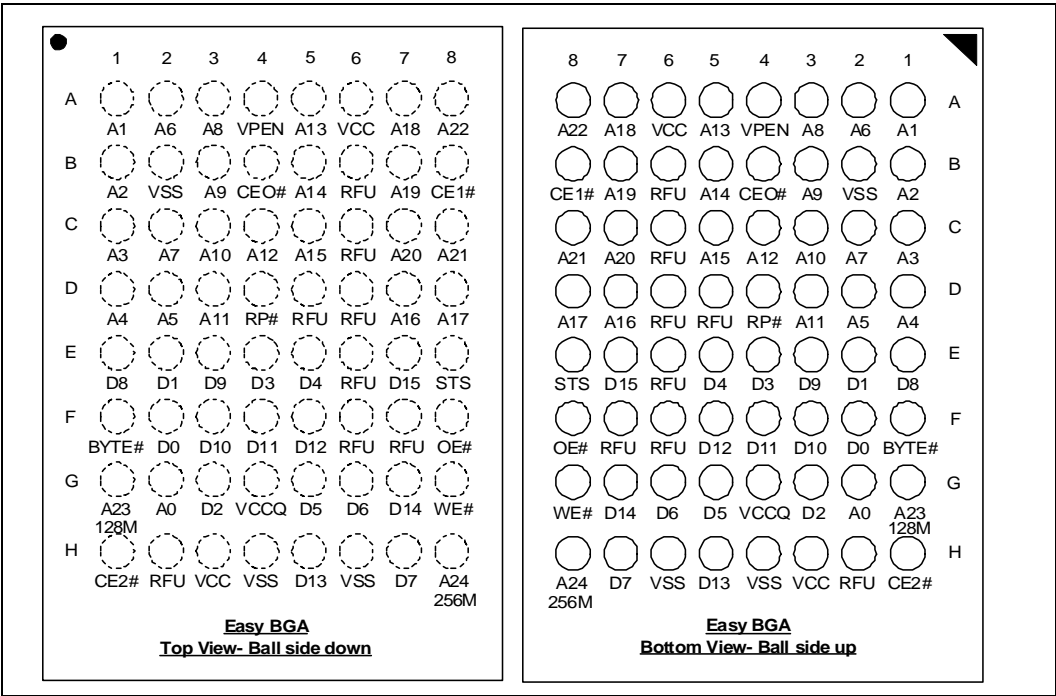 1 2 3 4 5 6 7 8
A
A1 A6 A8 VPEN A13 VCC A18 A22
B
A2 VSS A9 CEO# A14 RFU A19 CE1#
C
A3 A7 A10 A12 A15 RFU A20 A21
D
A4 A5 A11 RP# RFU RFU A16 A17
E
D8 D1 D9 D3 D4 RFU D15 STS
F
BYTE# D0 D10 D11 D12 RFU RFU OE#
G
A23 A0 D2 VCCQ D5 D6 D14 WE#
128M
H
CE2# RFU VCC VSS D13 VSS D7 A24
256M
Easy BGA
Top View- Ball side down
8 7 6 5 4 3 2 1
A
A22 A18 VCC A13 VPEN A8 A6 A1
B
CE1# A19 RFU A14 CEO# A9 VSS A2
C
A21 A20 RFU A15 A12 A10 A7 A3
D
A17 A16 RFU RFU RP# A11 A5 A4
E
STS D15 RFU D4 D3 D9 D1 D8
F
OE# RFU RFU D12 D11 D10 D0 BYTE#
G
WE# D14 D6 D5 VCCQ D2 A0 A23
128M
H
A24 D7 VSS D13 VSS VCC RFU CE2#
256M
Easy BGA
Bottom View- Ball side up